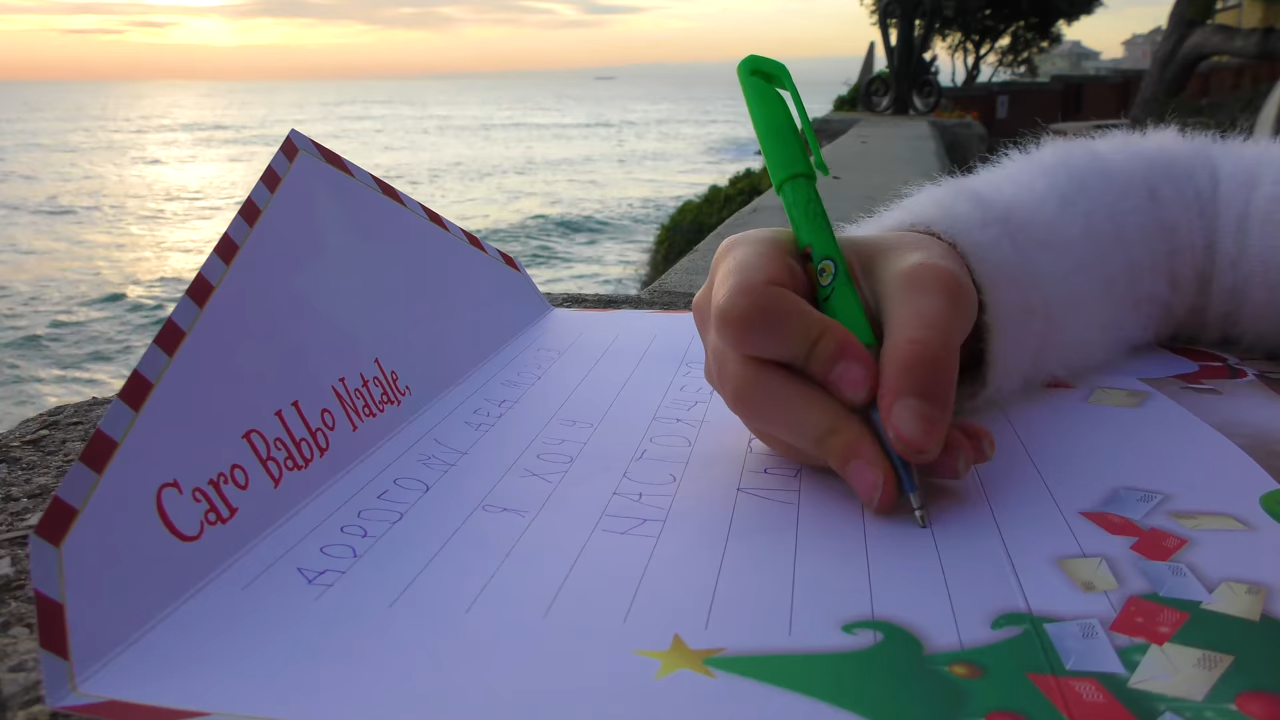 Caro Babbo Natale,
ДОРОГОЙ ДЕД МОРОЗ
Я ХОЧУ
НАСТОЯЩЕГО